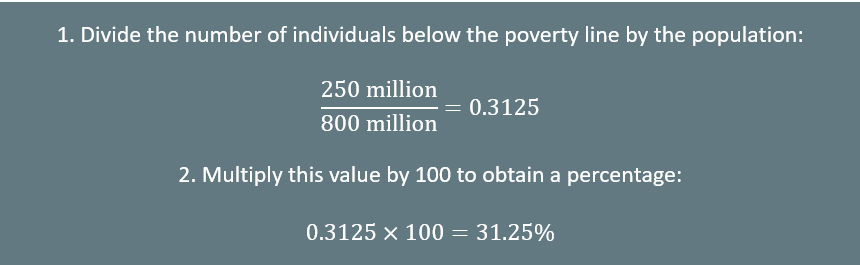 1. Divide the number of individuals below the poverty line by the population:
250 million
800 million
= 0.3125
2. Multiply this value by 100 to obtain a percentage:
0.3125 × 100 = 31.25%